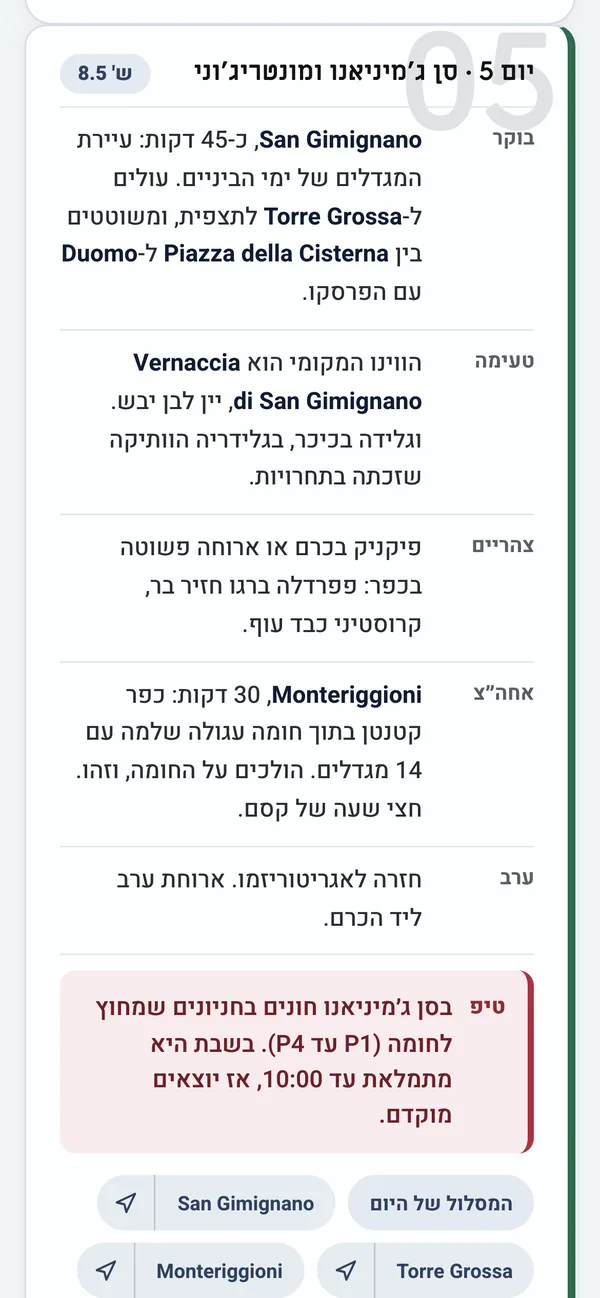 05
יום 5 · סן ג׳מיניאנו ומונטריג׳וני
ש' 8.5
בוקר
San Gimignano, כ-45 דקות: עיירת
המגדלים של ימי הביניים. עולים
ל-Torre Grossa לתצפית, ומשוטטים
בין Piazza della Cisterna ל-Duomo
עם הפרסקו.
טעימה
הווינו המקומי הוא Vernaccia
di San Gimignano, יין לבן יבש.
וגלידה בכיכר, בגלידריה הוותיקה
שזכתה בתחרויות.
צהריים
פיקניק בכרם או ארוחה פשוטה
בכפר: פפרדלה ברגו חזיר בר,
קרוסטיני כבד עוף.
אחה״צ
Monteriggioni, 30 דקות: כפר
קטנטן בתוך חומה עגולה שלמה עם
14 מגדלים. הולכים על החומה, וזהו.
חצי שעה של קסם.
ערב
חזרה לאגריטוריזמו. ארוחת ערב
ליד הכרם.
טיפ
בסן ג׳מיניאנו חונים בחניונים שמחוץ
לחומה (P1 עד P4). בשבת היא
מתמלאת עד 10:00, אז יוצאים
מוקדם.
המסלול של היום
San Gimignano
Torre Grossa
Monteriggioni